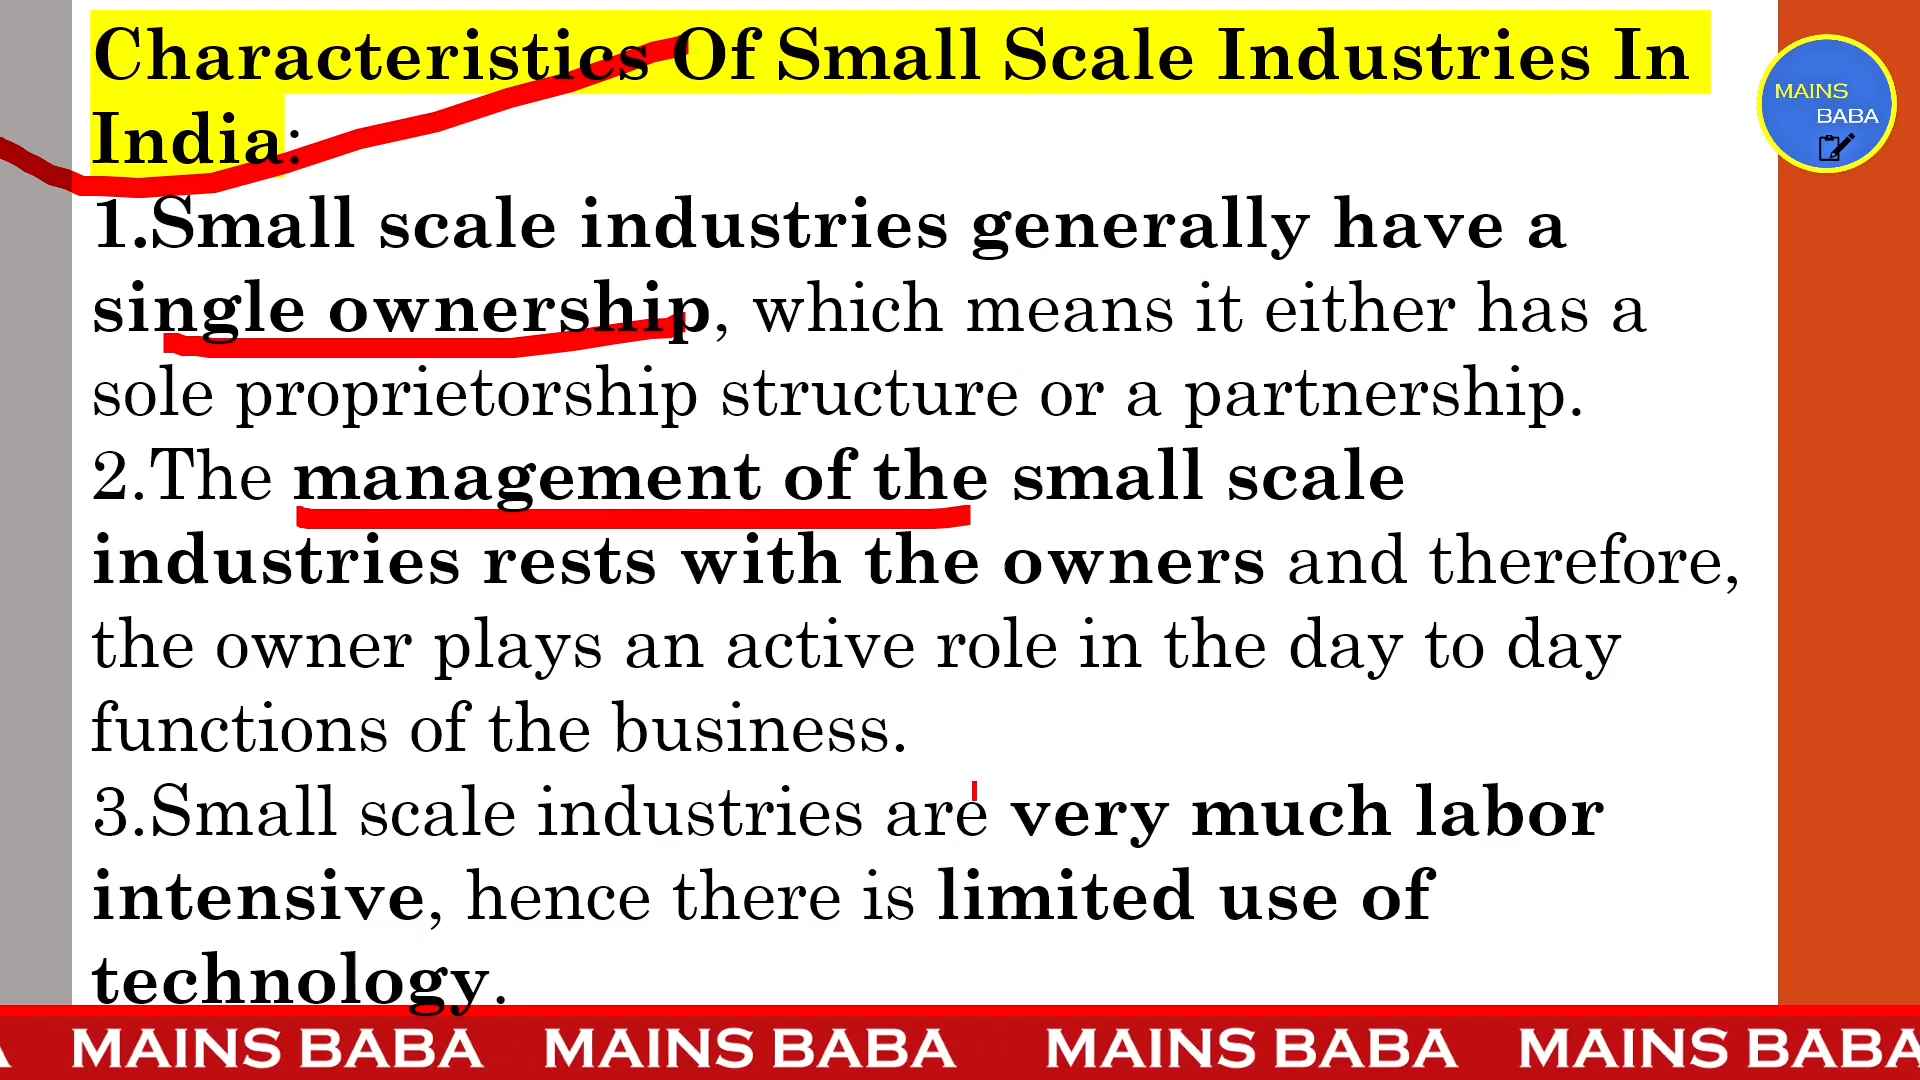 Characteristics Of Small Scale Industries In
India:
1.Small scale industries generally have a
single ownership, which means it either has a
sole proprietorship structure or a partnership.
2.The management of the small scale
industries rests with the owners and therefore,
the owner plays an active role in the day to day
functions of the business.
3.Small scale industries are very much labor
intensive, hence there is limited use of
technology.
MAINS
BABA
A MAINS BABA MAINS BABA MAINS BABA MAINS BABA